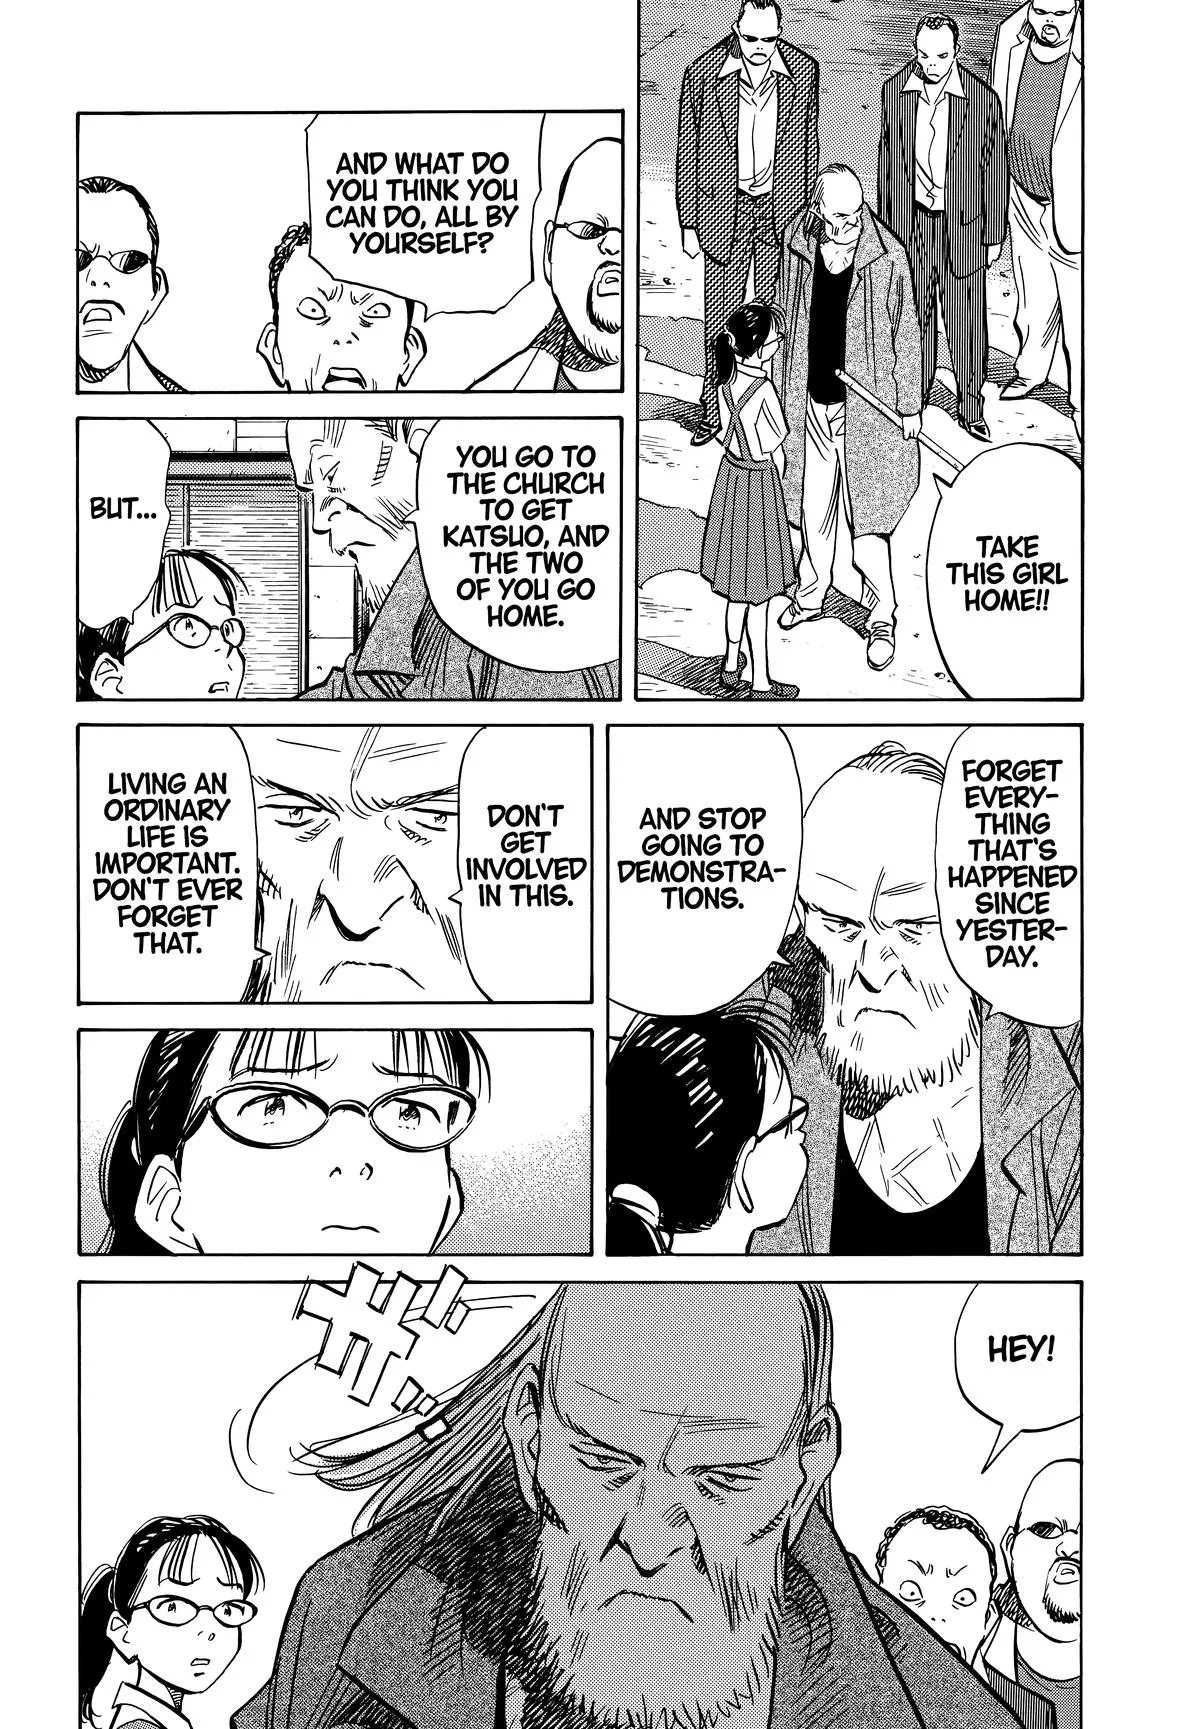 TAKE
THIS GIRL
HOME!!
AND WHAT DO
YOU THINK YOU
CAN DO, ALL BY
YOURSELF?
YOU GO TO
THE CHURCH
TO GET
KATSUO, AND
THE TWO
OF YOU GO
HOME.
BUT...
FORGET
EVERY-
THING
THAT'S
HAPPENED
SINCE
YESTER-
DAY.
AND STOP
GOING TO
DEMONSTRA-
TIONS.
DON'T
GET
INVOLVED
IN THIS.
LIVING AN
ORDINARY
LIFE IS
IMPORTANT.
DON'T EVER
FORGET
THAT.
HEY!
ザッ